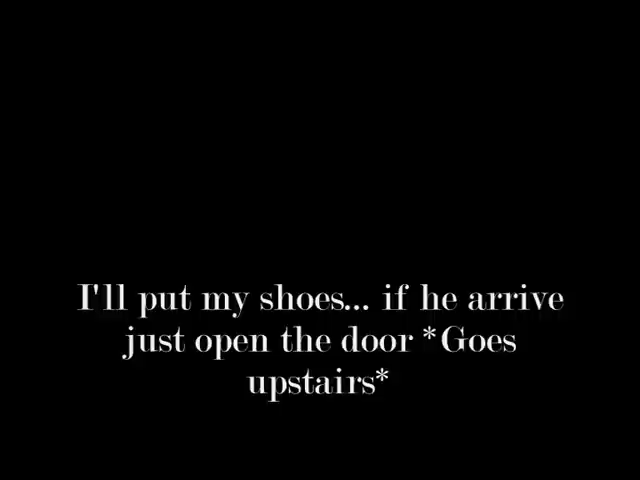 I'll put my shoes... if he arrive
just open the door *Goes
upstairs*